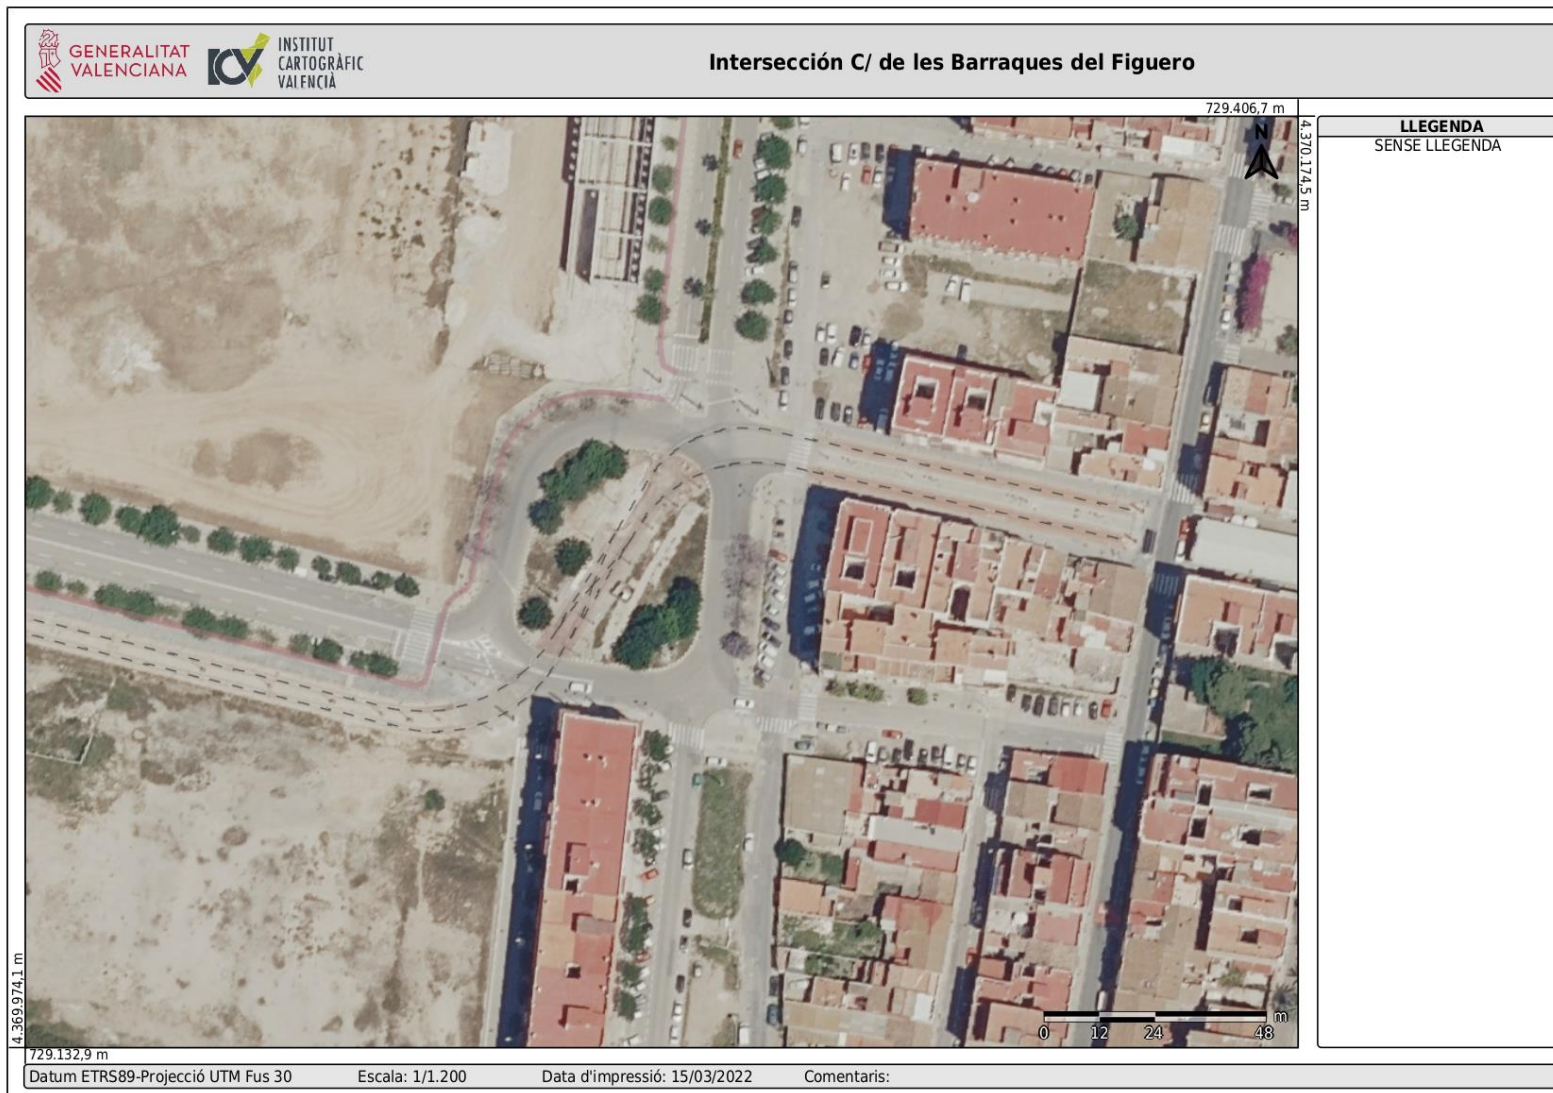 GENERALITAT
VALENCIANA
INSTITUT
CARTOGRÀFIC
VALENCIÀ
ICV
Intersección C/ de les Barraques del Figuero
729.406,7 m
4.370.174,5 m
N
LLEGENDA
SENSE LLEGENDA
0 12 24 48 m
4.369.974,1 m
729.132,9 m
Datum ETRS89-Projecció UTM Fus 30 Escala: 1/1.200 Data d'impressió: 15/03/2022 Comentaris: